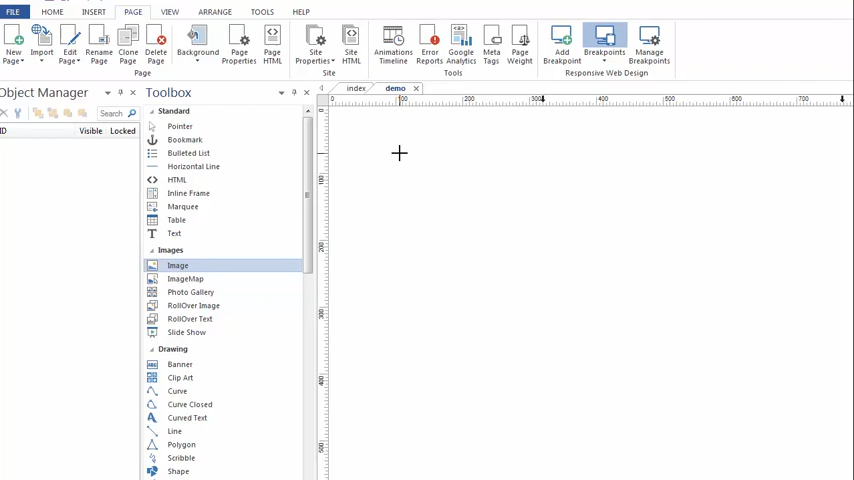 FILE HOME INSERT PAGE VIEW ARRANGE TOOLS HELP
New Page
Import
Edit Page
Rename Page
Clone Page
Delete Page
Background
Page Properties
Page HTML
Site Properties
Site HTML
Animations Timeline
Error Reports
Google Analytics
Meta Tags
Page Weight
Add Breakpoint
Breakpoints
Manage Breakpoints
Page Site Tools Responsive Web Design
Object Manager
Search
ID Visible Locked
Toolbox
Standard
Pointer
Bookmark
Bulleted List
Horizontal Line
HTML
Inline Frame
Marquee
Table
Text
Images
Image
ImageMap
Photo Gallery
RollOver Image
RollOver Text
Slide Show
Drawing
Banner
Clip Art
Curve
Curve Closed
Curved Text
Line
Polygon
Scribble
Shape
index demo
0 100 200 300 400 500 600 700
0
100
200
300
400
500